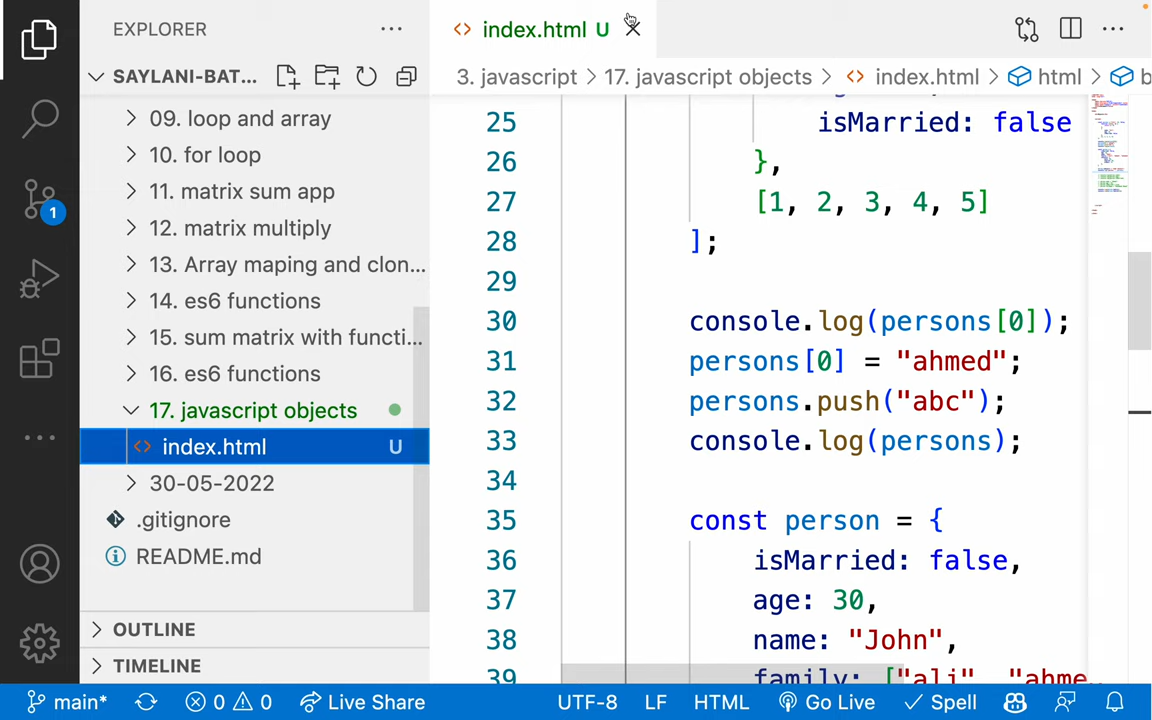 EXPLORER
SAYLANI-BAT...
09. loop and array
10. for loop
11. matrix sum app
12. matrix multiply
13. Array maping and clon...
14. es6 functions
15. sum matrix with functi...
16. es6 functions
17. javascript objects
index.html U
30-05-2022
.gitignore
README.md
OUTLINE
TIMELINE
index.html U
3. javascript > 17. javascript objects > index.html > html > b
25 isMarried: false
26 },
27 [1, 2, 3, 4, 5]
28 ];
29
30 console.log(persons[0]);
31 persons[0] = "ahmed";
32 persons.push("abc");
33 console.log(persons);
34
35 const person = {
36 isMarried: false,
37 age: 30,
38 name: "John",
39 family: ["ali", "ahme
1
main* 0 0 Live Share UTF-8 LF HTML Go Live Spell